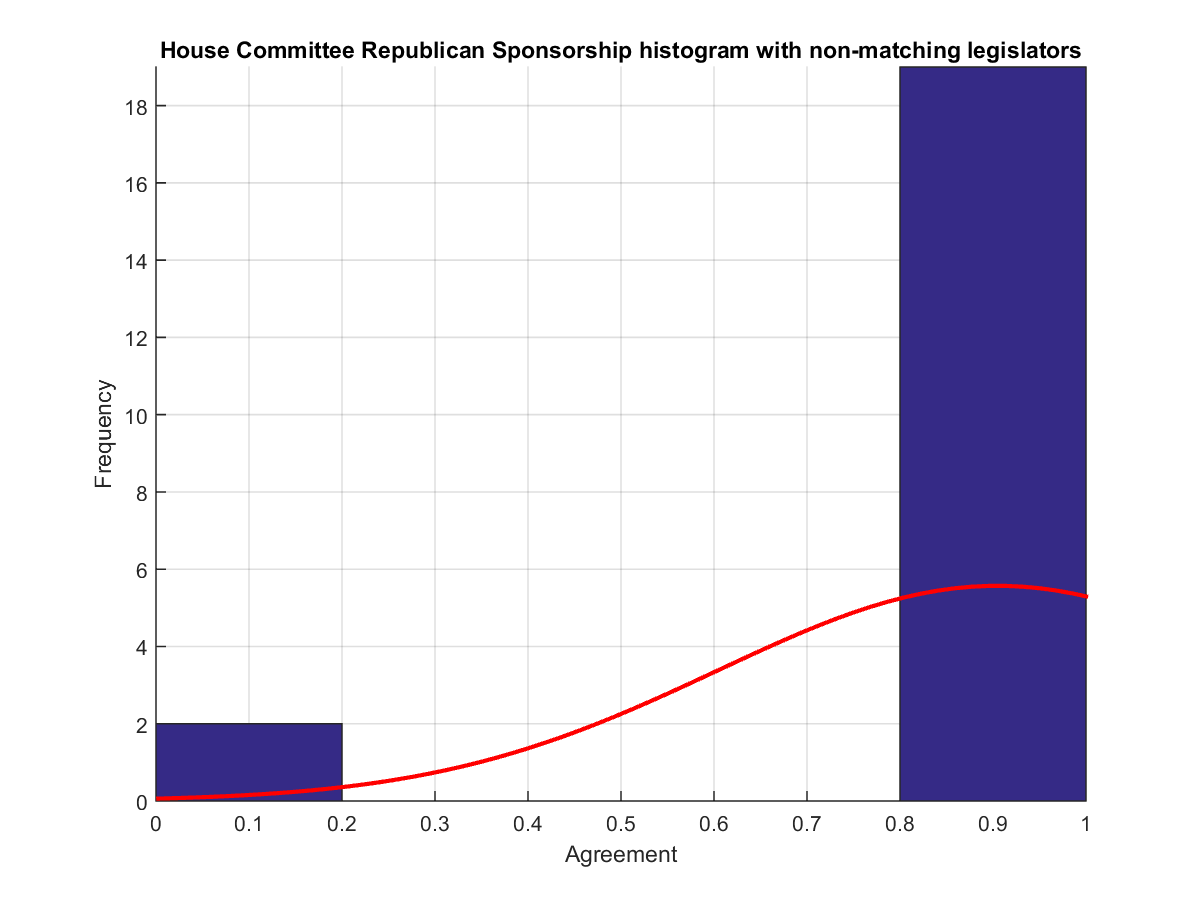 House Committee Republican Sponsorship histogram with non-matching legislators
18
16
14
12
10
8
6
4
2
0
Frequency
0 0.1 0.2 0.3 0.4 0.5 0.6 0.7 0.8 0.9 1
Agreement